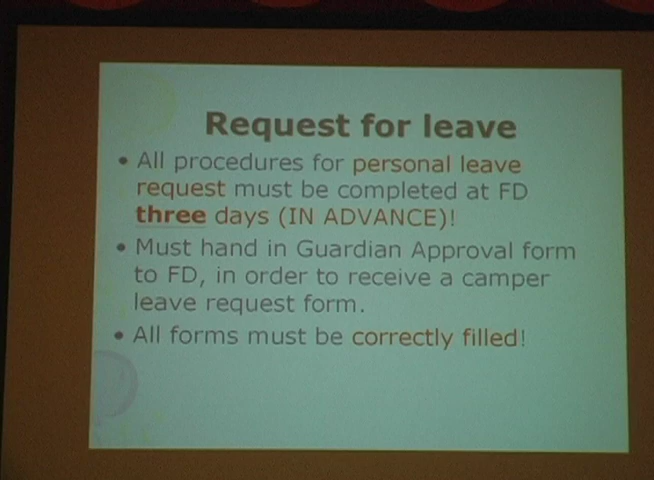 Request for leave
• All procedures for personal leave
request must be completed at FD
three days (IN ADVANCE)!
• Must hand in Guardian Approval form
to FD, in order to receive a camper
leave request form.
• All forms must be correctly filled!